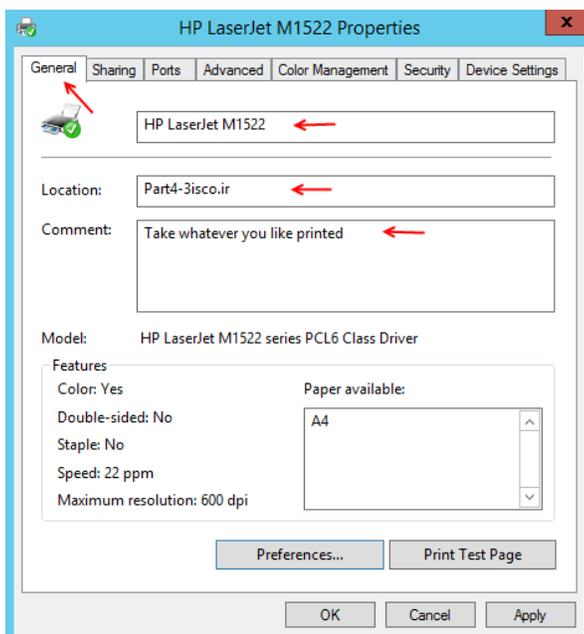 HP LaserJet M1522 Properties
x
General Sharing Ports Advanced Color Management Security Device Settings
HP LaserJet M1522
Location: Part4-3isco.ir
Comment: Take whatever you like printed
Model: HP LaserJet M1522 series PCL6 Class Driver
Features
Color: Yes Paper available:
Double-sided: No A4
Staple: No
Speed: 22 ppm
Maximum resolution: 600 dpi
Preferences... Print Test Page
OK Cancel Apply